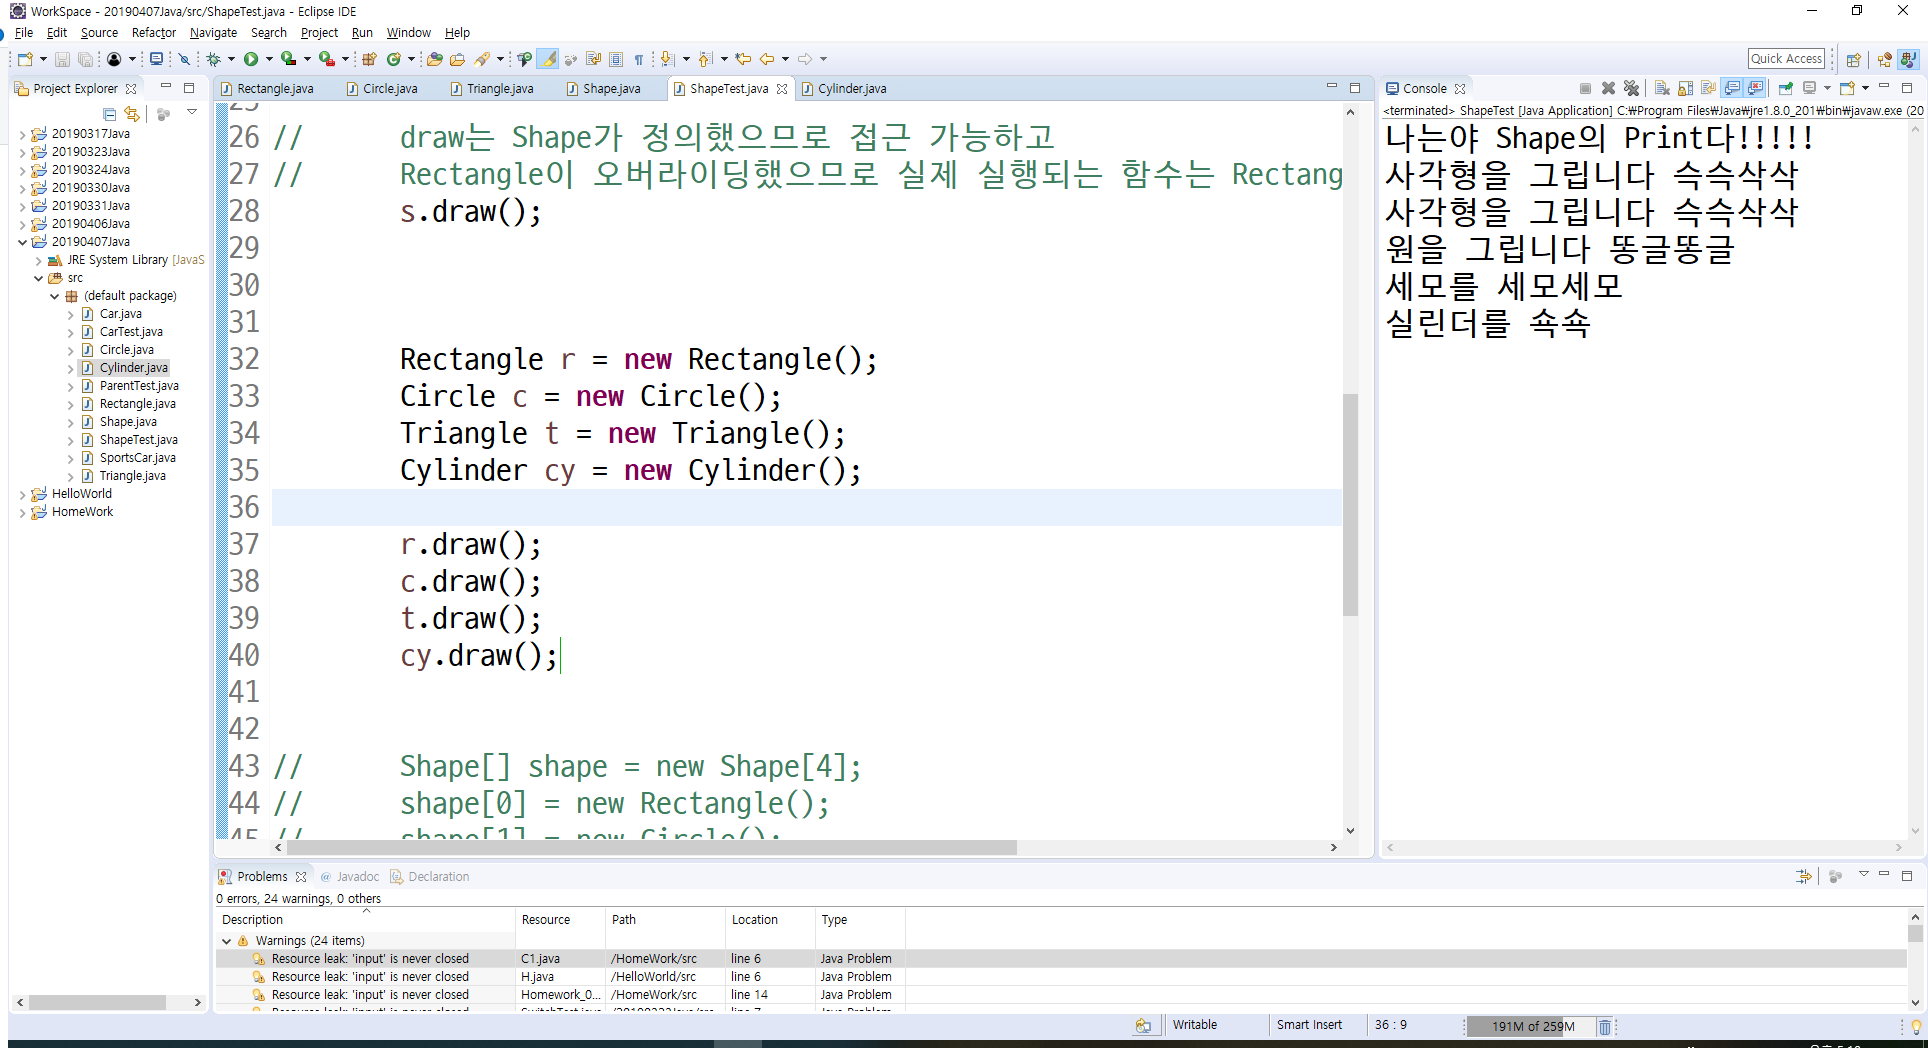 WorkSpace - 20190407Java/src/ShapeTest.java - Eclipse IDE
File Edit Source Refactor Navigate Search Project Run Window Help
Quick Access
Project Explorer
20190317Java
20190323Java
20190324Java
20190330Java
20190331Java
20190406Java
20190407Java
JRE System Library [JavaS
src
(default package)
Car.java
CarTest.java
Circle.java
Cylinder.java
ParentTest.java
Rectangle.java
Shape.java
ShapeTest.java
SportsCar.java
Triangle.java
HelloWorld
HomeWork
Rectangle.java Circle.java Triangle.java Shape.java ShapeTest.java Cylinder.java
25
26 // draw는 Shape가 정의했으므로 접근 가능하고
27 // Rectangle이 오버라이딩했으므로 실제 실행되는 함수는 Rectang
28 s.draw();
29
30
31
32 Rectangle r = new Rectangle();
33 Circle c = new Circle();
34 Triangle t = new Triangle();
35 Cylinder cy = new Cylinder();
36
37 r.draw();
38 c.draw();
39 t.draw();
40 cy.draw();
41
42
43 // Shape[] shape = new Shape[4];
44 // shape[0] = new Rectangle();
45 // shape[1] = new Circle();
Console
<terminated> ShapeTest [Java Application] C:₩Program Files₩Java₩jre1.8.0_201₩bin₩javaw.exe (20
나는야 Shape의 Print다!!!!!
사각형을 그립니다 슥슥삭삭
사각형을 그립니다 슥슥삭삭
원을 그립니다 똥글똥글
세모를 세모세모
실린더를 쇽쇽
Problems @ Javadoc Declaration
0 errors, 24 warnings, 0 others
Description Resource Path Location Type
Warnings (24 items)
Resource leak: 'input' is never closed C1.java /HomeWork/src line 6 Java Problem
Resource leak: 'input' is never closed H.java /HelloWorld/src line 6 Java Problem
Resource leak: 'input' is never closed Homework_0... /HomeWork/src line 14 Java Problem
Writable Smart Insert 36 : 9 191M of 259M